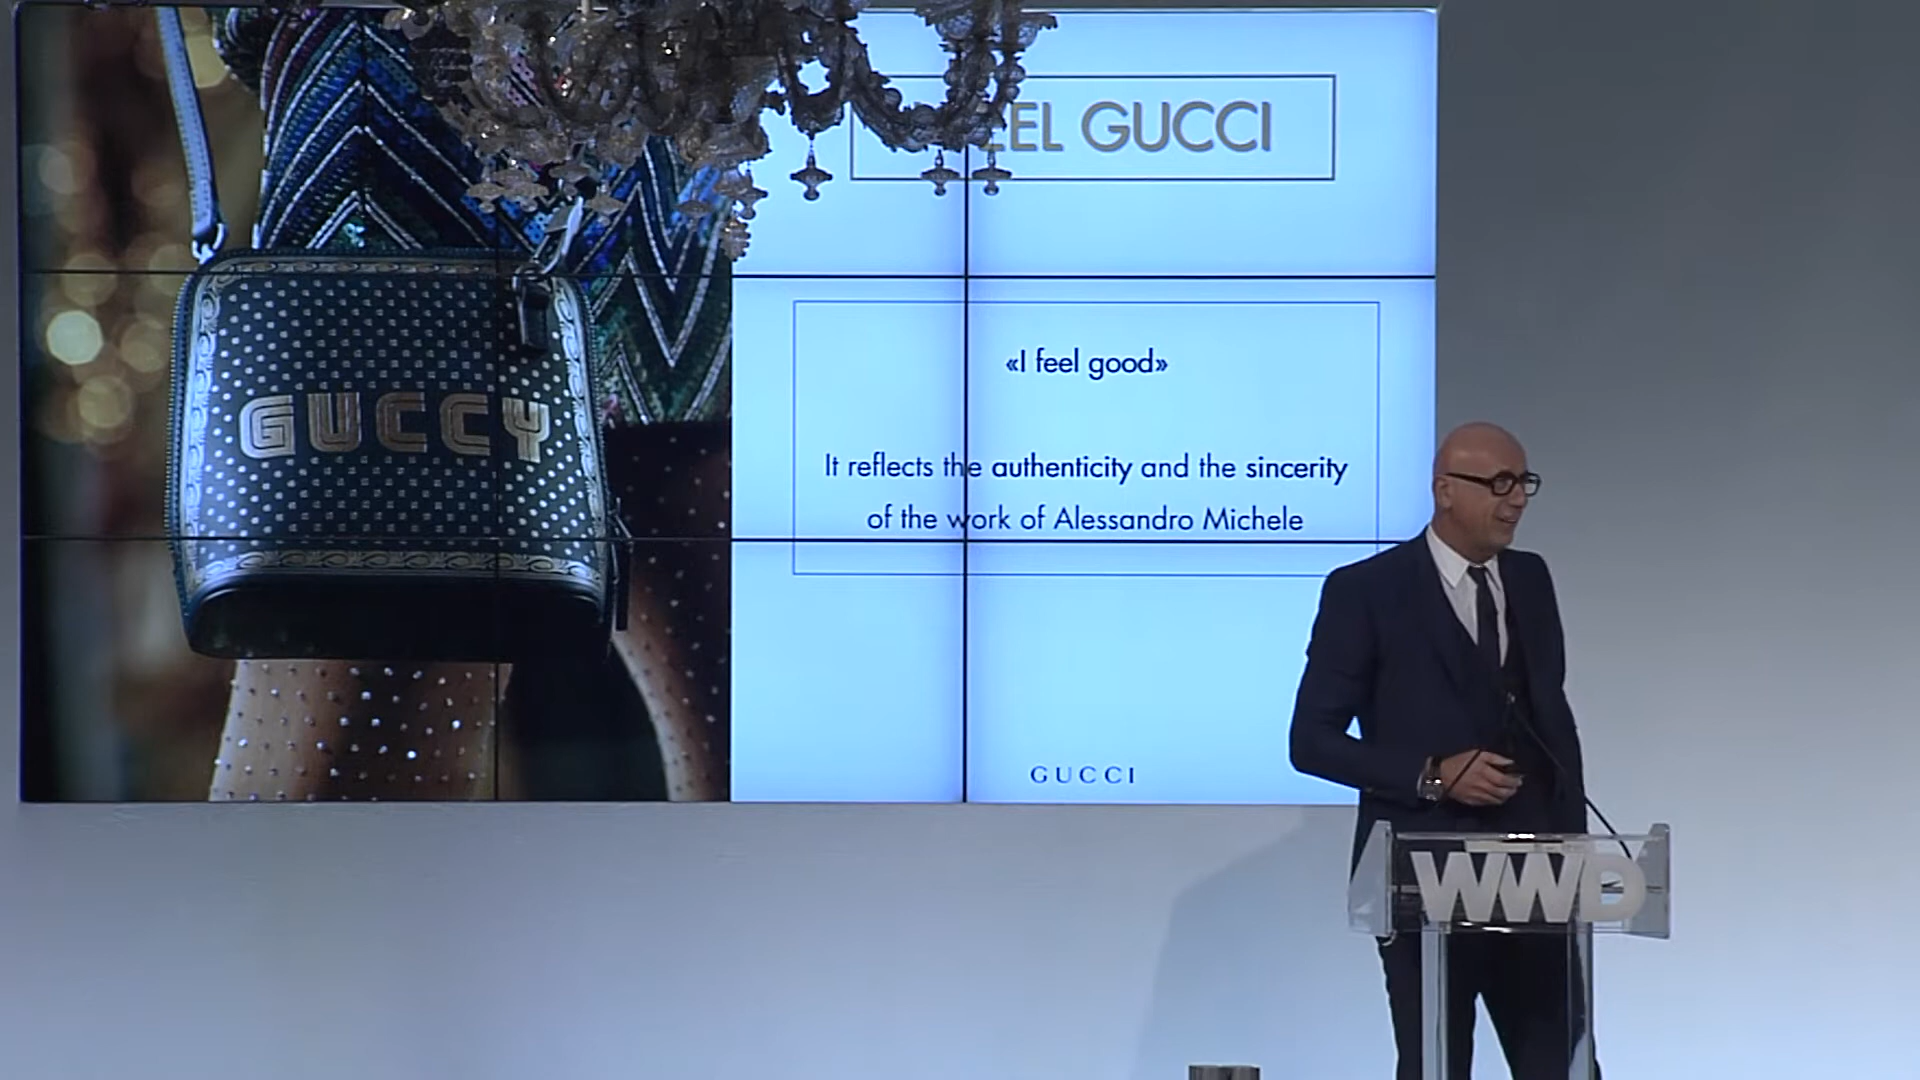 EEL GUCCI
GUCCY
«I feel good»
It reflects the authenticity and the sincerity
of the work of Alessandro Michele
GUCCI
WWD